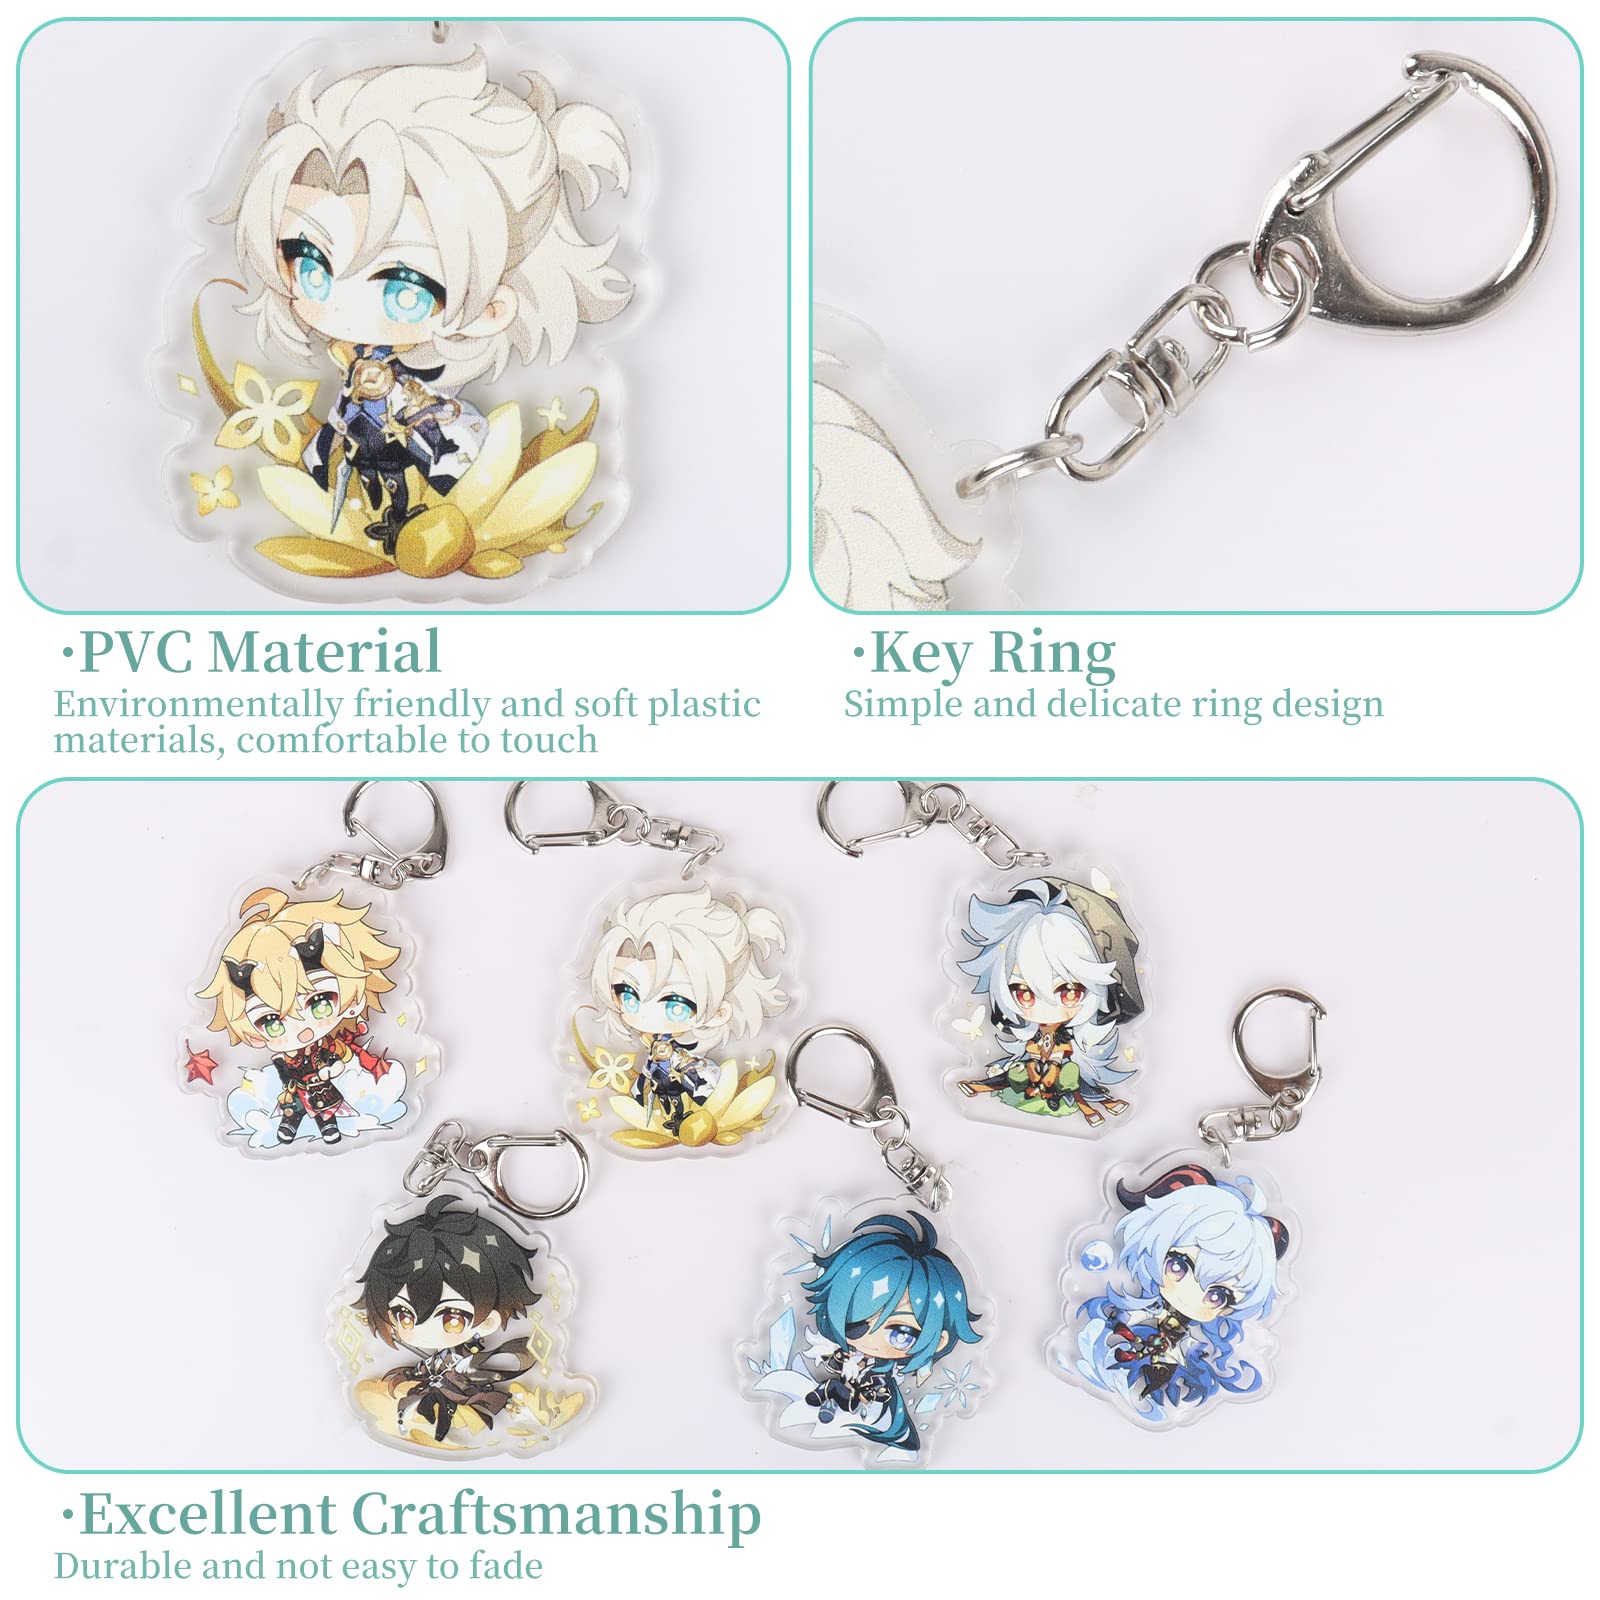 ·PVC Material
Environmentally friendly and soft plastic
materials, comfortable to touch
·Key Ring
Simple and delicate ring design
·Excellent Craftsmanship
Durable and not easy to fade